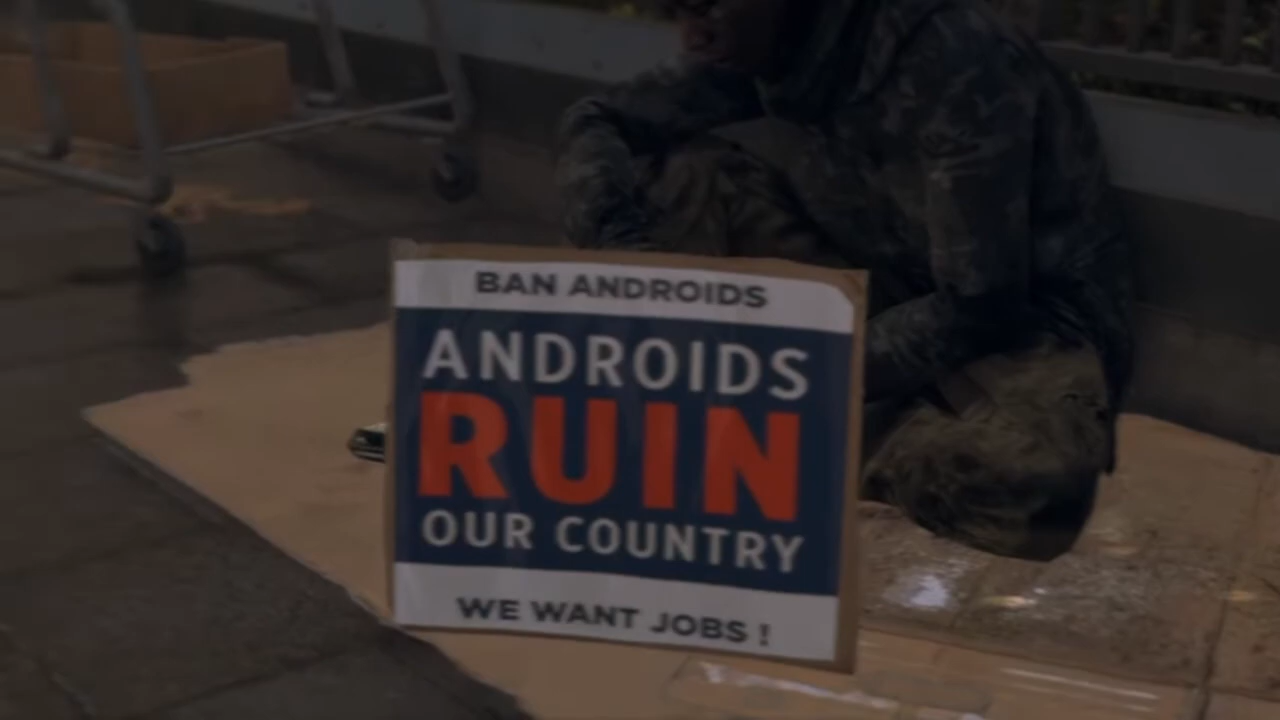 BAN ANDROIDS
ANDROIDS
RUIN
OUR COUNTRY
WE WANT JOBS !